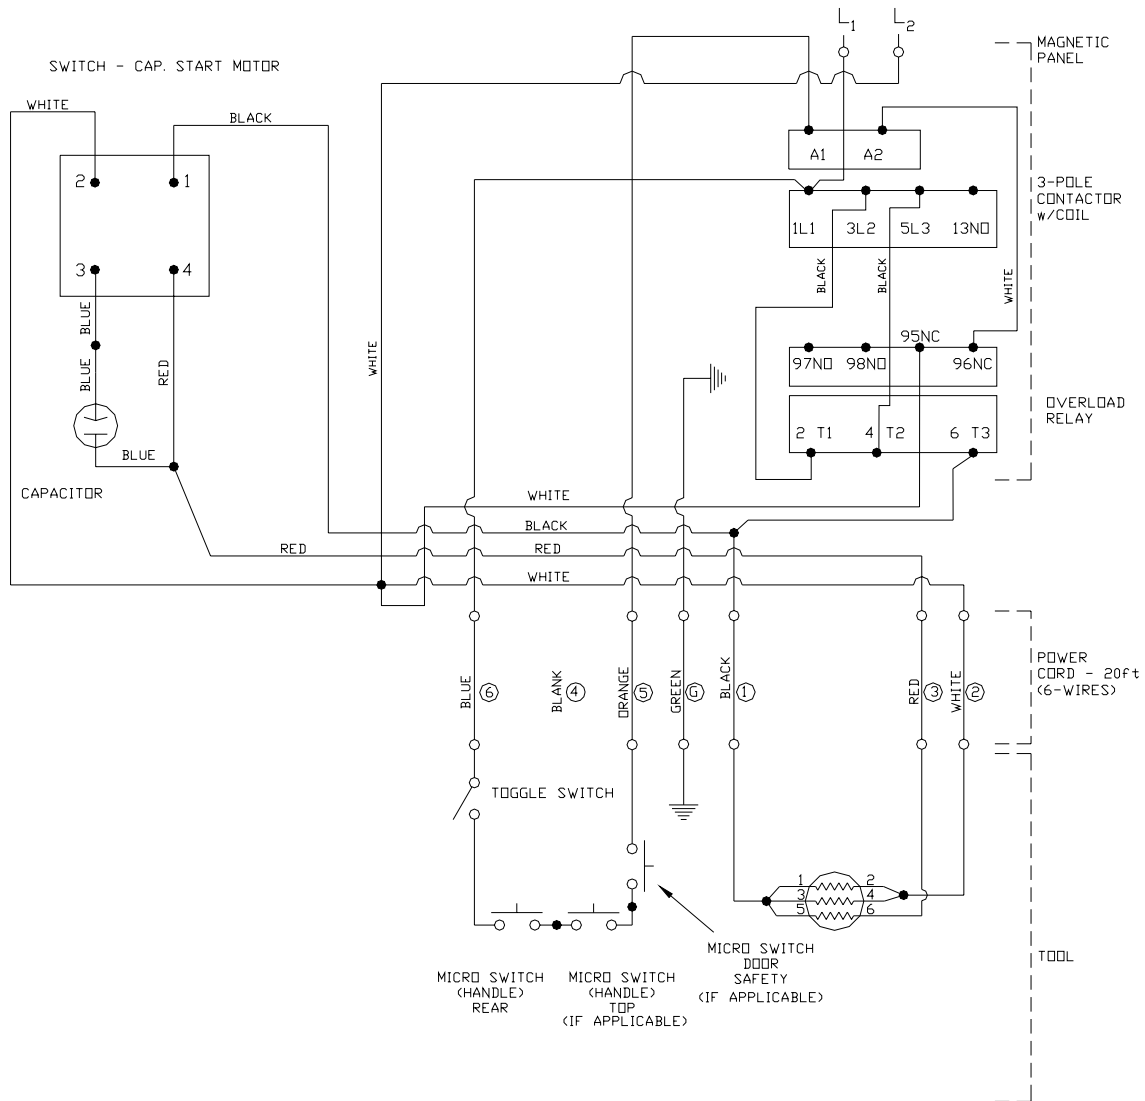 L1 L2
MAGNETIC
PANEL
SWITCH - CAP. START MOTOR
WHITE
BLACK
A1 A2
2 1
3-POLE
CONTACTOR
w/COIL
1L1 3L2 5L3 13NO
3 4
BLACK
BLACK
WHITE
BLUE
WHITE
95NC
97NO 98NO 96NC
BLUE
RED
OVERLOAD
RELAY
2 T1 4 T2 6 T3
BLUE
CAPACITOR
WHITE
BLACK
RED RED
WHITE
POWER
CORD - 20ft
(6-WIRES)
BLUE 6
BLANK 4
ORANGE 5
GREEN G
BLACK 1
RED 3
WHITE 2
TOGGLE SWITCH
1 2
3 4
5 6
MICRO SWITCH
DOOR
SAFETY
(IF APPLICABLE)
TOOL
MICRO SWITCH
(HANDLE)
REAR
MICRO SWITCH
(HANDLE)
TOP
(IF APPLICABLE)